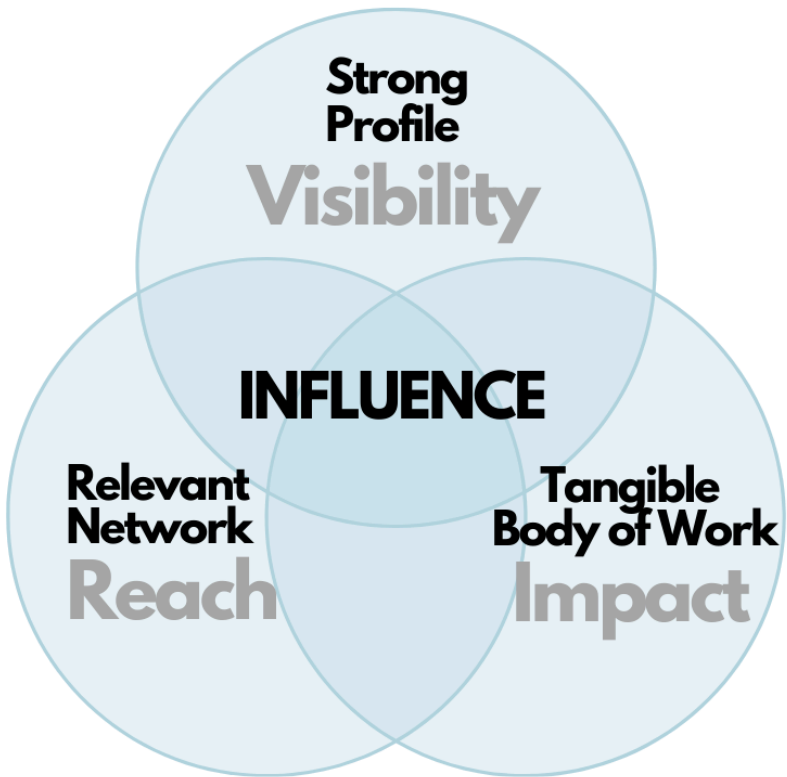 Strong
Profile
Visibility
INFLUENCE
Relevant
Network
Reach
Tangible
Body of Work
Impact